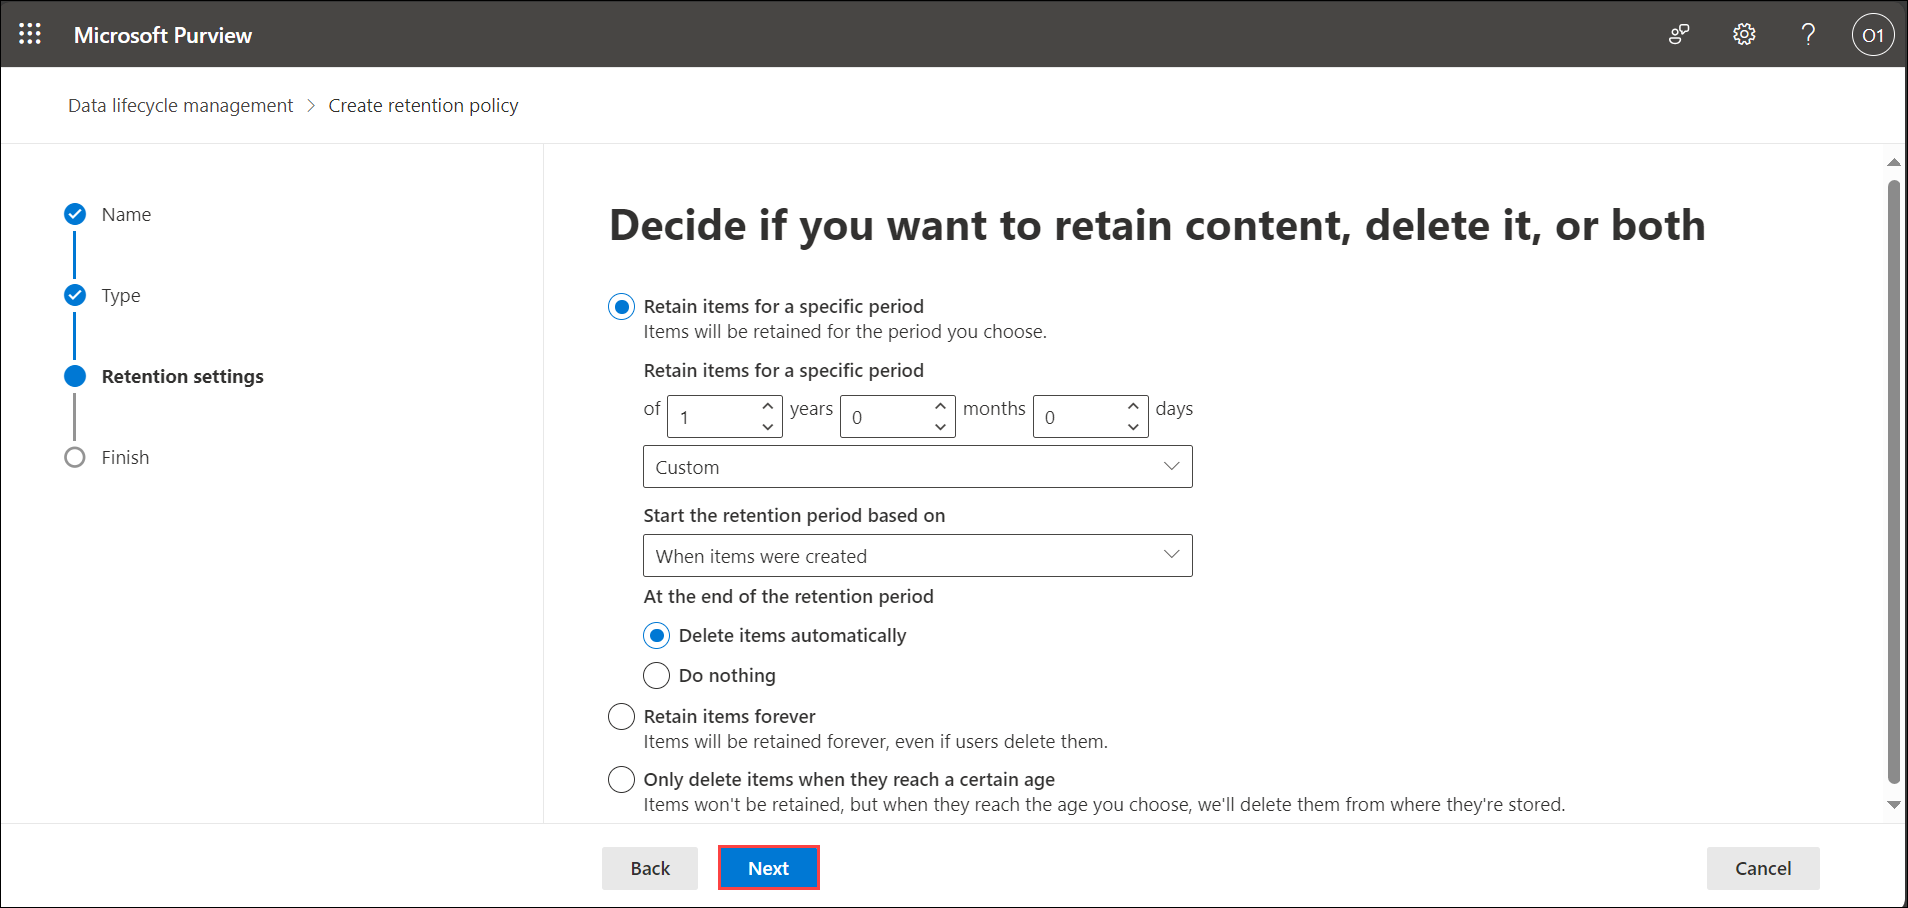 Microsoft Purview
O1
Data lifecycle management > Create retention policy
Name
Type
Retention settings
Finish
Decide if you want to retain content, delete it, or both
Retain items for a specific period
Items will be retained for the period you choose.
Retain items for a specific period
of 1 years 0 months 0 days
Custom
Start the retention period based on
When items were created
At the end of the retention period
Delete items automatically
Do nothing
Retain items forever
Items will be retained forever, even if users delete them.
Only delete items when they reach a certain age
Items won't be retained, but when they reach the age you choose, we'll delete them from where they're stored.
Back Next Cancel